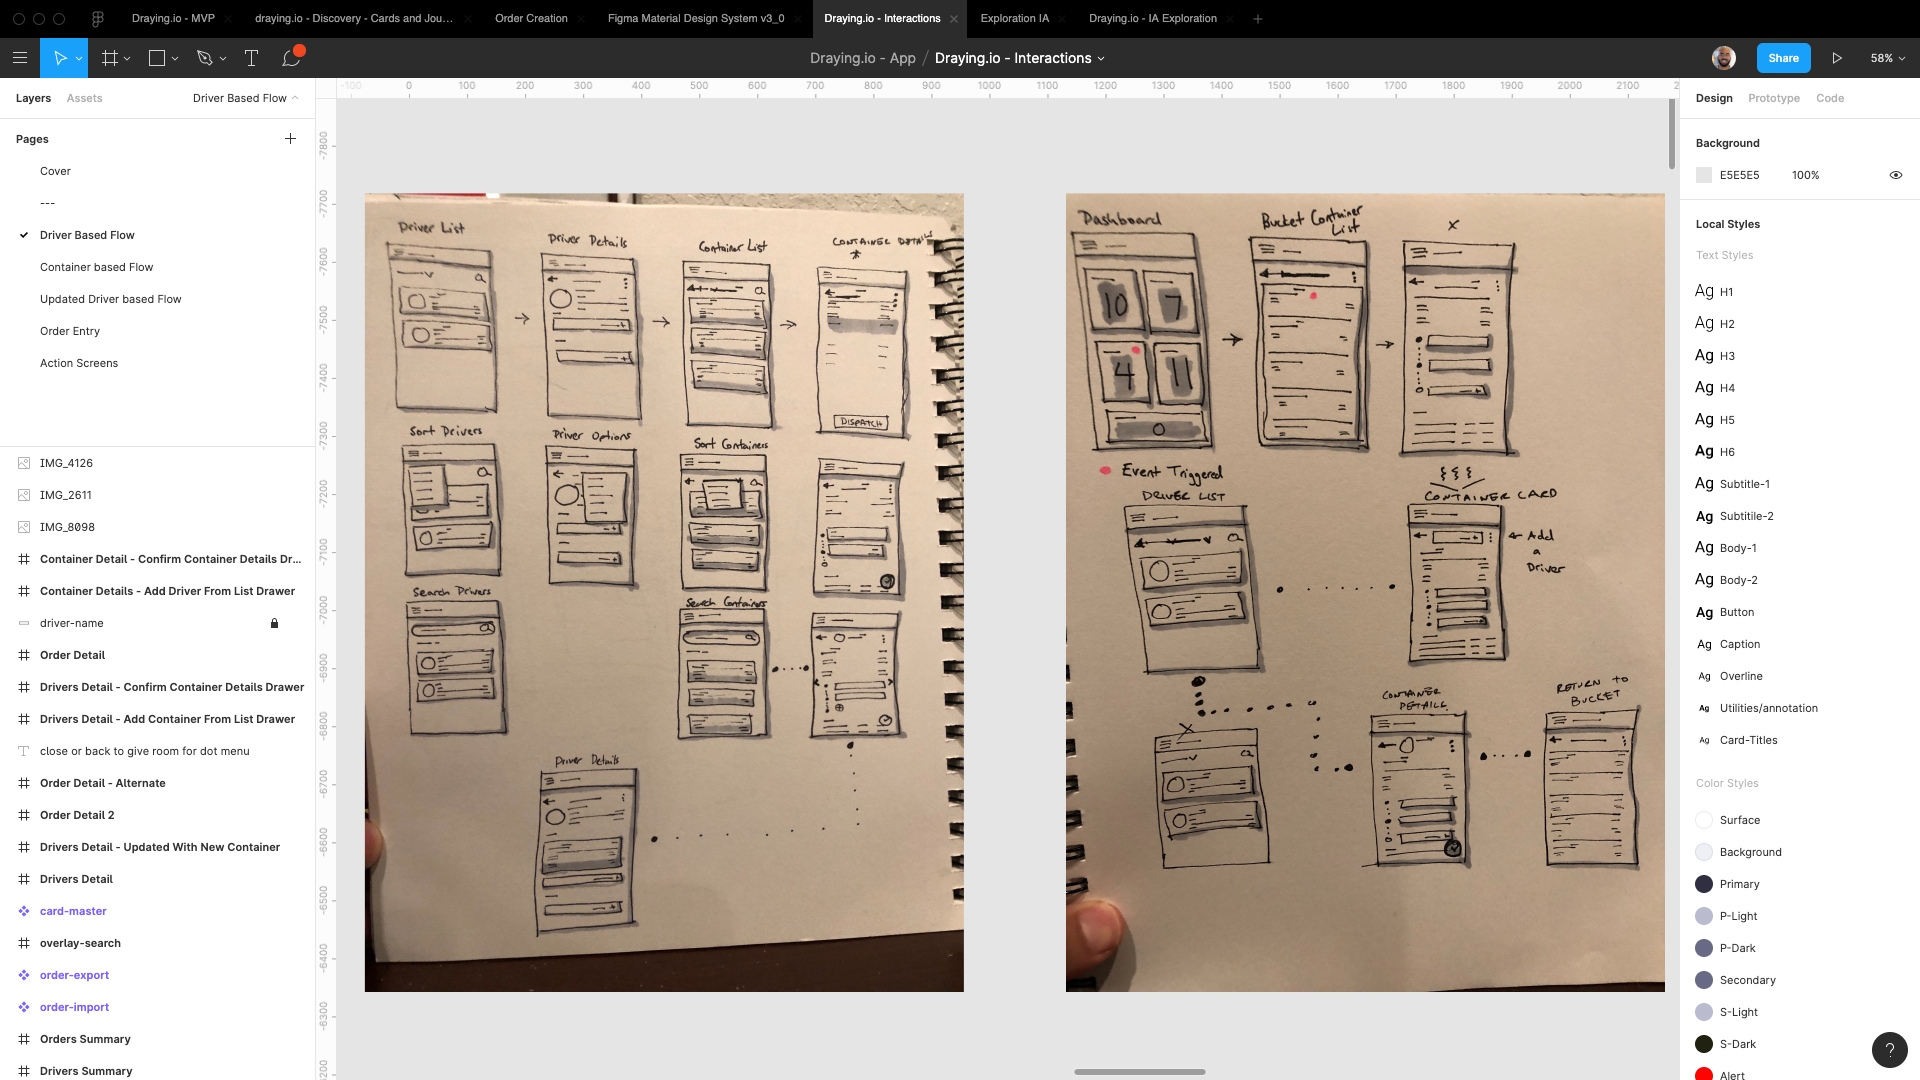 Draying.io - MVP
draying.io - Discovery - Cards and Jou...
Order Creation
Figma Material Design System v3_0
Draying.io - Interactions
Exploration IA
Draying.io - IA Exploration
Draying.io - App / Draying.io - Interactions
Share
58%
Layers
Assets
Driver Based Flow
Pages
Cover
---
Driver Based Flow
Container based Flow
Updated Driver based Flow
Order Entry
Action Screens
IMG_4126
IMG_2611
IMG_8098
Container Detail - Confirm Container Details Dr...
Container Details - Add Driver From List Drawer
driver-name
Order Detail
Drivers Detail - Confirm Container Details Drawer
Drivers Detail - Add Container From List Drawer
close or back to give room for dot menu
Order Detail - Alternate
Order Detail 2
Drivers Detail - Updated With New Container
Drivers Detail
card-master
overlay-search
order-export
order-import
Orders Summary
Drivers Summary
-100 0 100 200 300 400 500 600 700 800 900 1000 1100 1200 1300 1400 1500 1600 1700 1800 1900 2000 2100 2
-7800
-7700
-7600
-7500
-7400
-7300
-7200
-7100
-7000
-6900
-6800
-6700
-6600
-6500
-6400
-6300
Driver List
Driver Details
Container List
CONTAINER DETAILS
DISPATCH
Sort Drivers
Driver Options
Sort Containers
Search Drivers
Search Containers
Driver Details
Dashboard
Bucket Container
List
X
10
7
4
11
Event Triggered
DRIVER LIST
CONTAINER CARD
Add
a
Driver
X
CONTAINER
DETAILL
RETURN TO
BUCKET
Design
Prototype
Code
Background
E5E5E5
100%
Local Styles
Text Styles
Ag H1
Ag H2
Ag H3
Ag H4
Ag H5
Ag H6
Ag Subtitle-1
Ag Subtitile-2
Ag Body-1
Ag Body-2
Ag Button
Ag Caption
Ag Overline
Ag Utilities/annotation
Ag Card-Titles
Color Styles
Surface
Background
Primary
P-Light
P-Dark
Secondary
S-Light
S-Dark
Alert
?